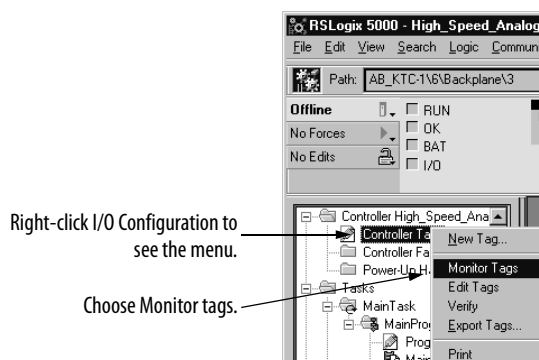 RSLogix 5000 - High_Speed_Analog
File Edit View Search Logic Commun
Path: AB_KTC-1\6\Backplane\3
Offline
RUN
No Forces
OK
BAT
No Edits
I/O
Controller High_Speed_Ana
Right-click I/O Configuration to
see the menu.
Controller Ta
New Tag...
Controller Fa
Power-Up H
Monitor Tags
Choose Monitor tags.
Tasks
Edit Tags
MainTask
Verify
MainProg
Export Tags...
Prog
Main
Print